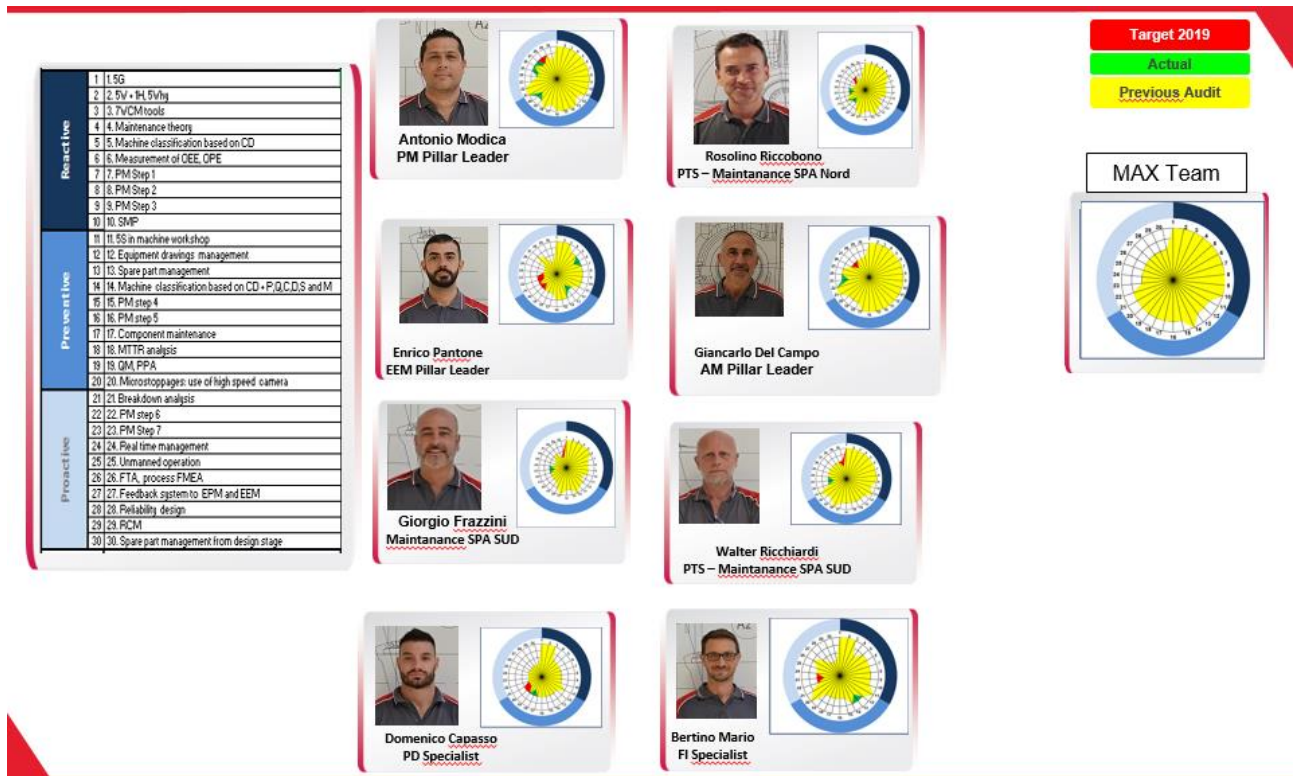 Target 2019
Actual
Previous Audit
MAX Team
Reactive
1 1. 5G
2 2. 5V + 1H, 5Vhy
3 3. 7VCM tools
4 4. Maintenance theory
5 5. Machine classification based on CD
6 6. Measurement of OEE, OPE
7 7. PM Step 1
8 8. PM Step 2
9 9. PM Step 3
10 10. SMP
Preventive
11 11. 5S in machine workshop
12 12. Equipment drawings management
13 13. Spare part management
14 14. Machine classification based on CD + P,Q,C,D,S and M
15 15. PM step 4
16 16. PM step 5
17 17. Component maintenance
18 18. MTTR analysis
19 19. QM, PPA
20 20. Microstoppages: use of high speed camera
Proactive
21 21. Breakdown analysis
22 22. PM step 6
23 23. PM Step 7
24 24. Real time management
25 25. Unmanned operation
26 26. FTA, process FMEA
27 27. Feedback system to EPM and EEM
28 28. Reliability design
29 29. RCM
30 30. Spare part management from design stage
Antonio Modica
PM Pillar Leader
Rosolino Riccobono
PTS – Maintanance SPA Nord
Enrico Pantone
EEM Pillar Leader
Giancarlo Del Campo
AM Pillar Leader
Giorgio Frazzini
Maintanance SPA SUD
Walter Ricchiardi
PTS – Maintanance SPA SUD
Domenico Capasso
PD Specialist
Bertino Mario
FI Specialist